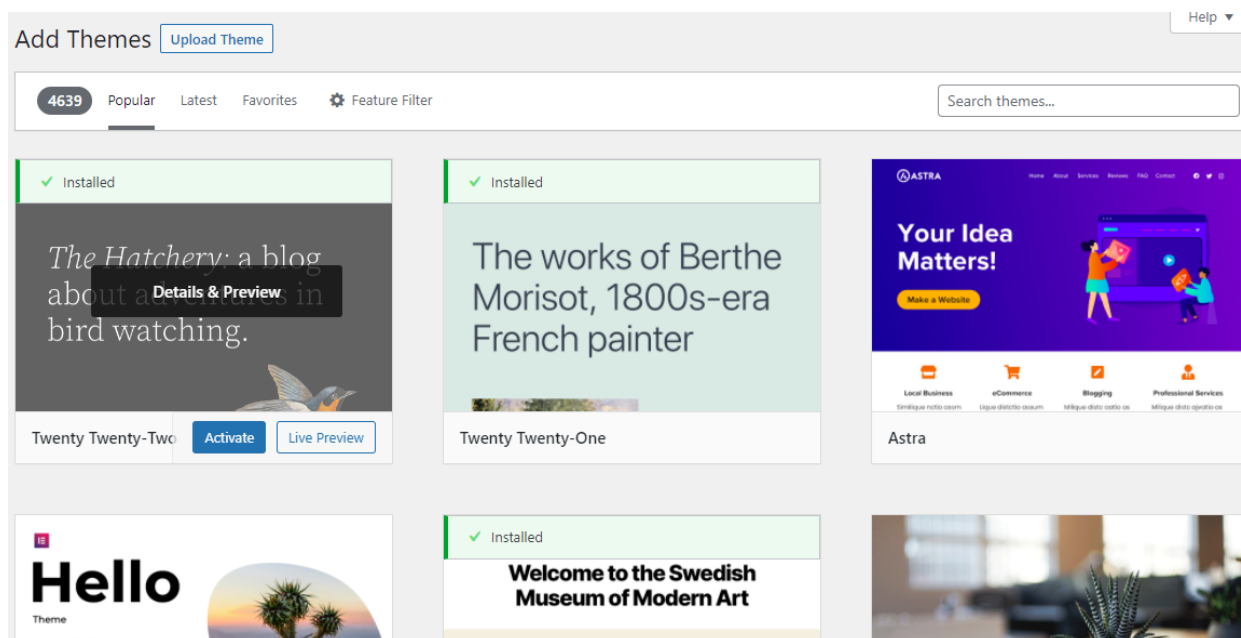 Help
Add Themes Upload Theme
4639 Popular Latest Favorites Feature Filter Search themes...
Installed
The Hatchery: a blog
about adventures in
bird watching.
Details & Preview
Twenty Twenty-Two Activate Live Preview
Installed
The works of Berthe
Morisot, 1800s-era
French painter
Twenty Twenty-One
ASTRA Home About Services Reviews FAQ Contact
Your Idea
Matters!
Make a Website
Local Business eCommerce Blogging Professional Services
Astra
Hello
Theme
Installed
Welcome to the Swedish
Museum of Modern Art